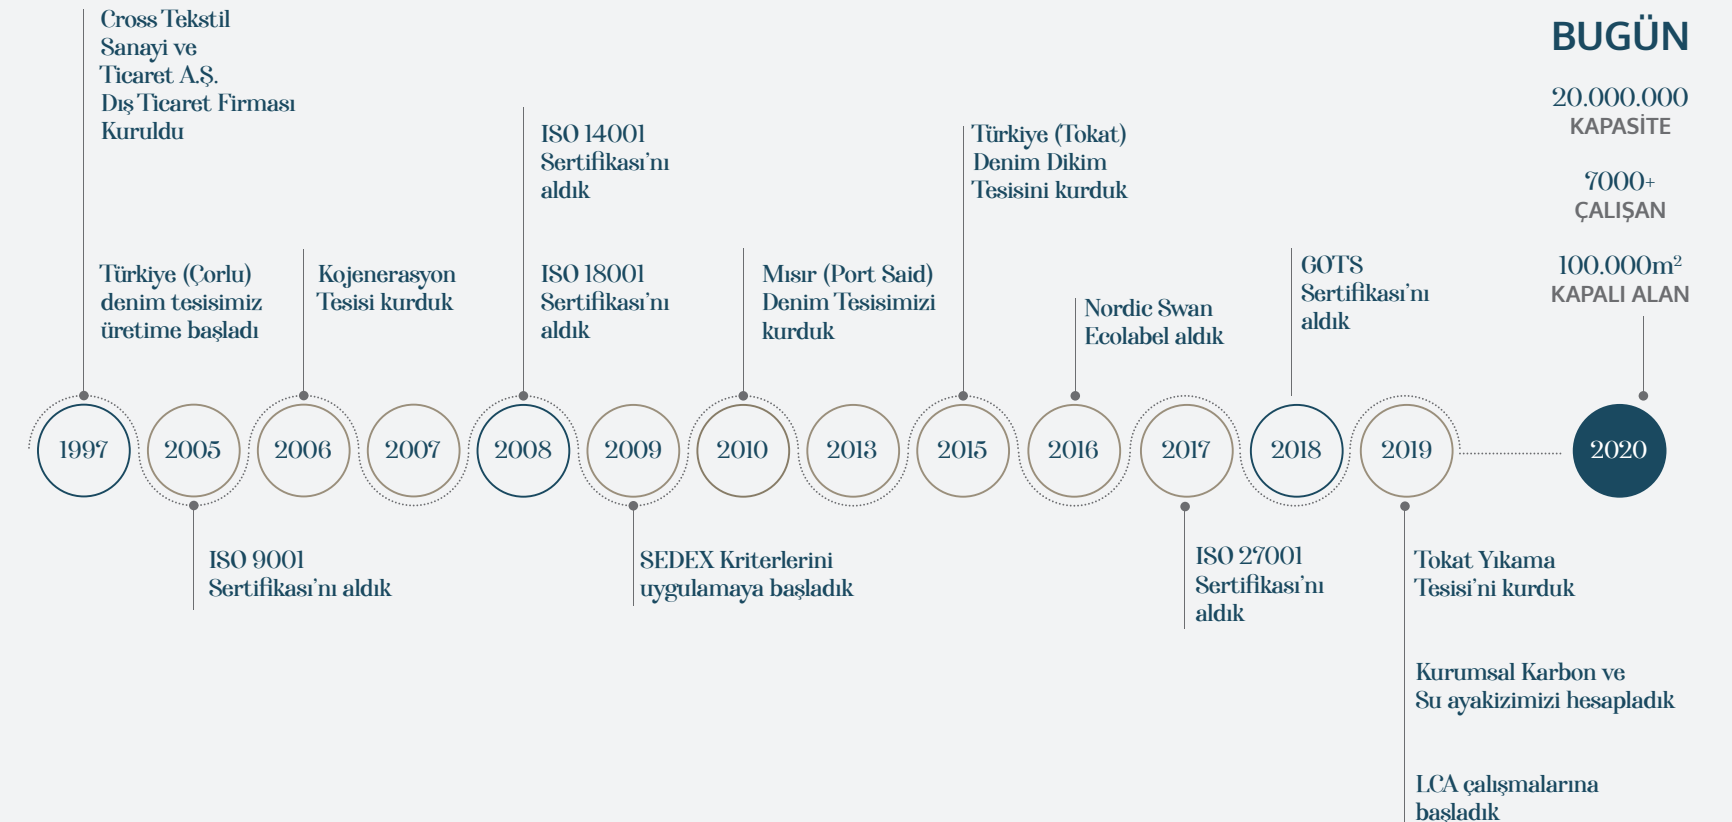 Cross Tekstil
Sanayi ve
Ticaret A.Ş.
Dış Ticaret Firması
Kuruldu
Türkiye (Çorlu)
denim tesisimiz
üretime başladı
Kojenerasyon
Tesisi kurduk
ISO 14001
Sertifikası’nı
aldık
ISO 18001
Sertifikası’nı
aldık
Mısır (Port Said)
Denim Tesisimizi
kurduk
Türkiye (Tokat)
Denim Dikim
Tesisini kurduk
Nordic Swan
Ecolabel aldık
GOTS
Sertifikası’nı
aldık
BUGÜN
20.000.000
KAPASİTE
7000+
ÇALIŞAN
100.000m²
KAPALI ALAN
1997
2005
2006
2007
2008
2009
2010
2013
2015
2016
2017
2018
2019
2020
ISO 9001
Sertifikası’nı aldık
SEDEX Kriterlerini
uygulamaya başladık
ISO 27001
Sertifikası’nı
aldık
Tokat Yıkama
Tesisi’ni kurduk
Kurumsal Karbon ve
Su ayakizimizi hesapladık
LCA çalışmalarına
başladık